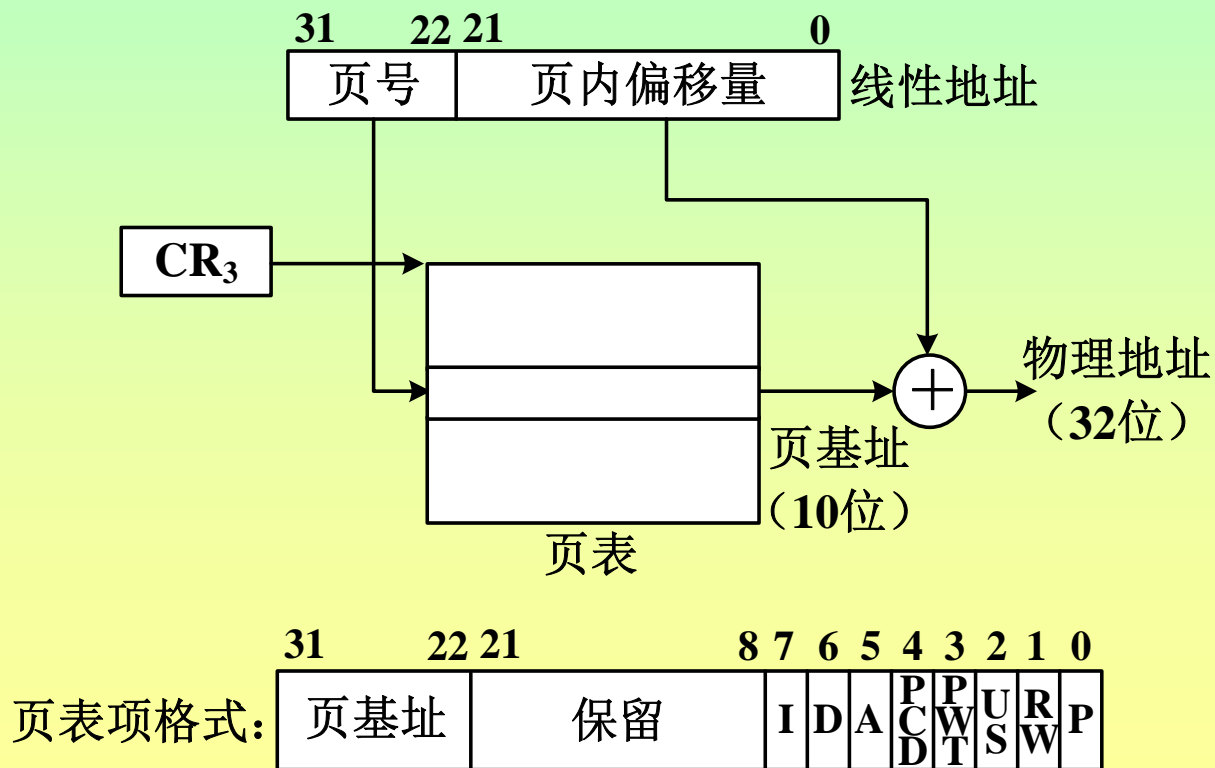 31 22 21 0
页号 页内偏移量 线性地址
CR₃
物理地址
（32位）
页基址
（10位）
页表
31 22 21 8 7 6 5 4 3 2 1 0
页表项格式： 页基址 保留 I D A PCD PWT US RW P